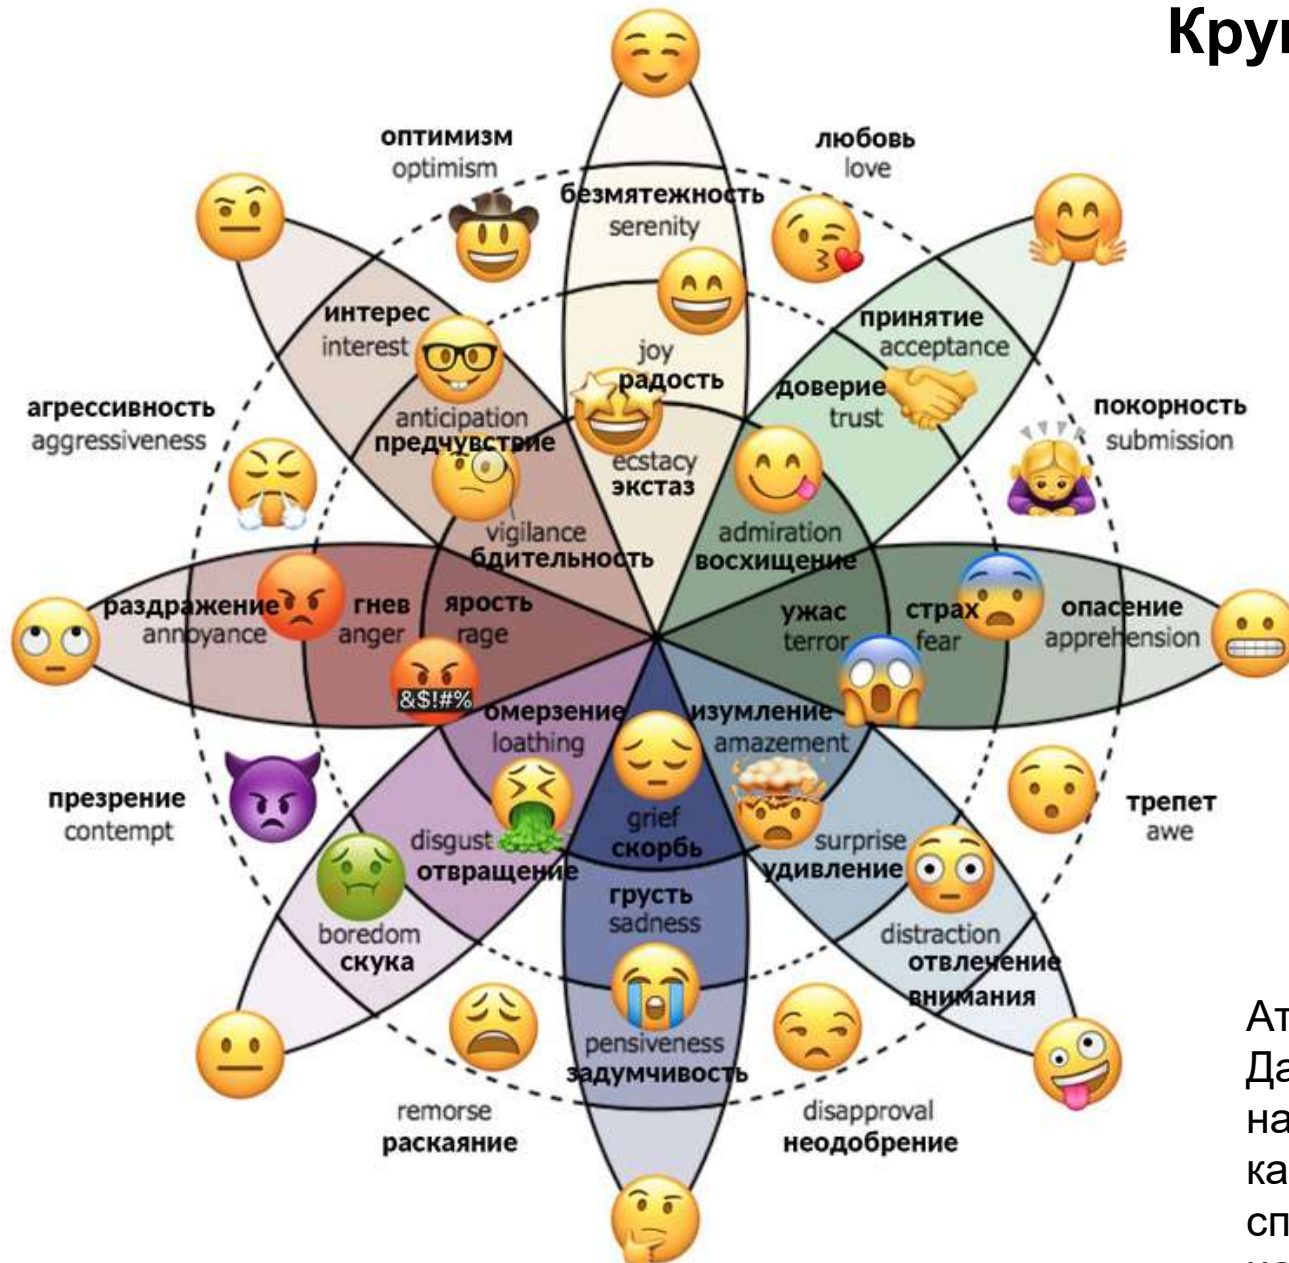 Круг
оптимизм
optimism
любовь
love
безмятежность
serenity
интерес
interest
принятие
acceptance
joy
радость
доверие
trust
агрессивность
aggressiveness
anticipation
предчувствие
покорность
submission
ecstacy
экстаз
vigilance
бдительность
admiration
восхищение
раздражение
annoyance
гнев
anger
ярость
rage
ужас
terror
страх
fear
опасение
apprehension
&$!#%
омерзение
loathing
изумление
amazement
презрение
contempt
трепет
awe
grief
скорбь
disgust
отвращение
surprise
удивление
грусть
sadness
boredom
скука
distraction
отвлечение
внимания
pensiveness
задумчивость
remorse
раскаяние
disapproval
неодобрение
Ат
Да
на
ка
сп